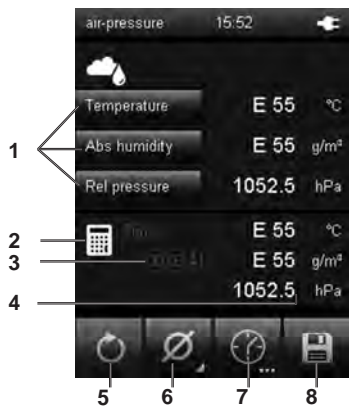 air-pressure 15:52
Temperature E 55 °C
1 Abs humidity E 55 g/m³
Rel pressure 1052.5 hPa
2 E 55 °C
3 E 55 g/m³
4 1052.5 hPa
5 6 7 8